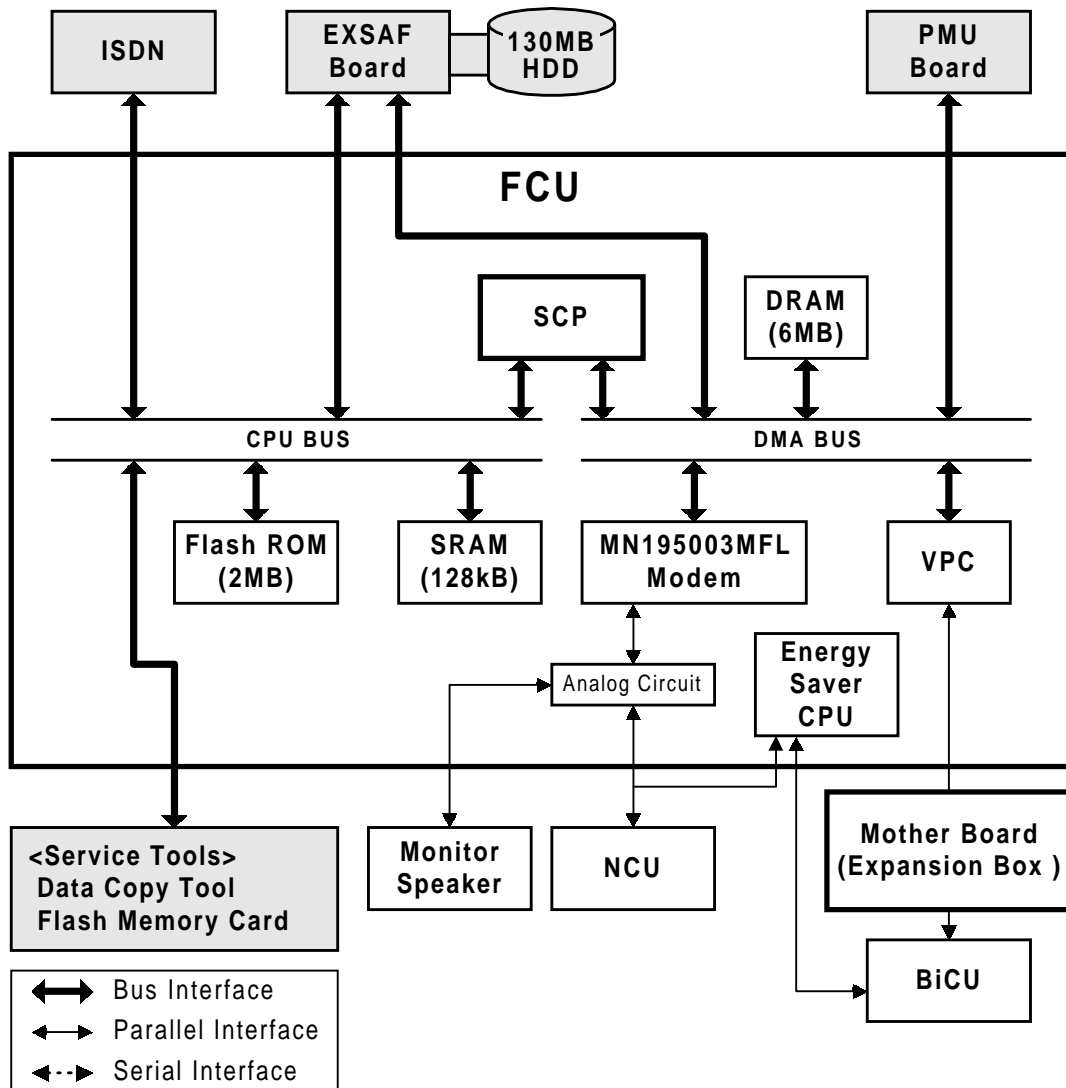 ISDN
EXSAF
Board
130MB
HDD
PMU
Board
FCU
SCP
DRAM
(6MB)
CPU BUS
DMA BUS
Flash ROM
(2MB)
SRAM
(128kB)
MN195003MFL
Modem
VPC
Analog Circuit
Energy
Saver
CPU
<Service Tools>
Data Copy Tool
Flash Memory Card
Monitor
Speaker
NCU
Mother Board
(Expansion Box )
BiCU
Bus Interface
Parallel Interface
Serial Interface